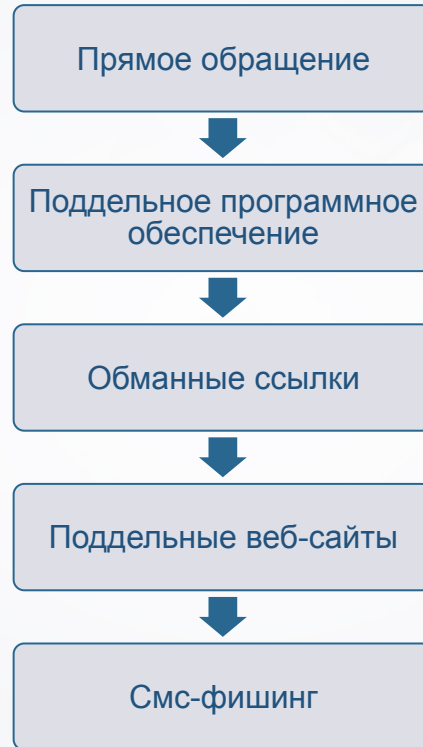 Прямое обращение
Поддельное программное
обеспечение
Обманные ссылки
Поддельные веб-сайты
Смс-фишинг